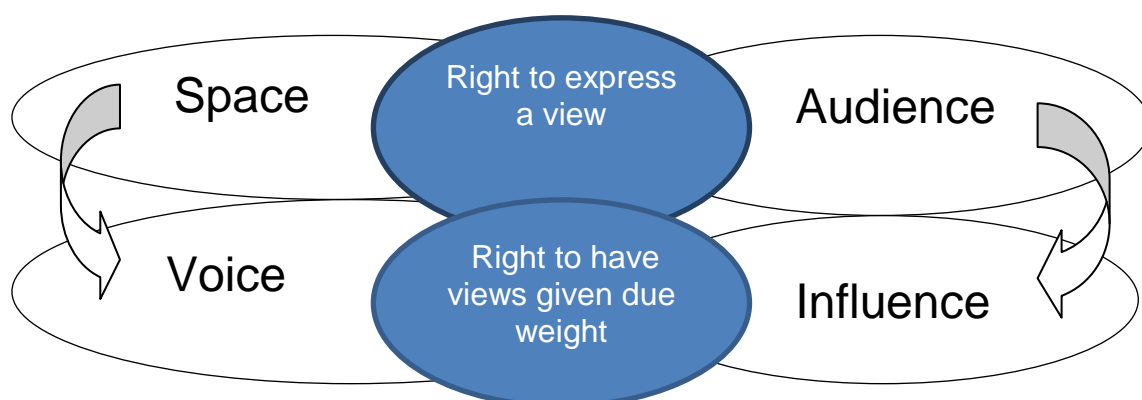 Space
Right to express
a view
Audience
Voice
Right to have
views given due
weight
Influence